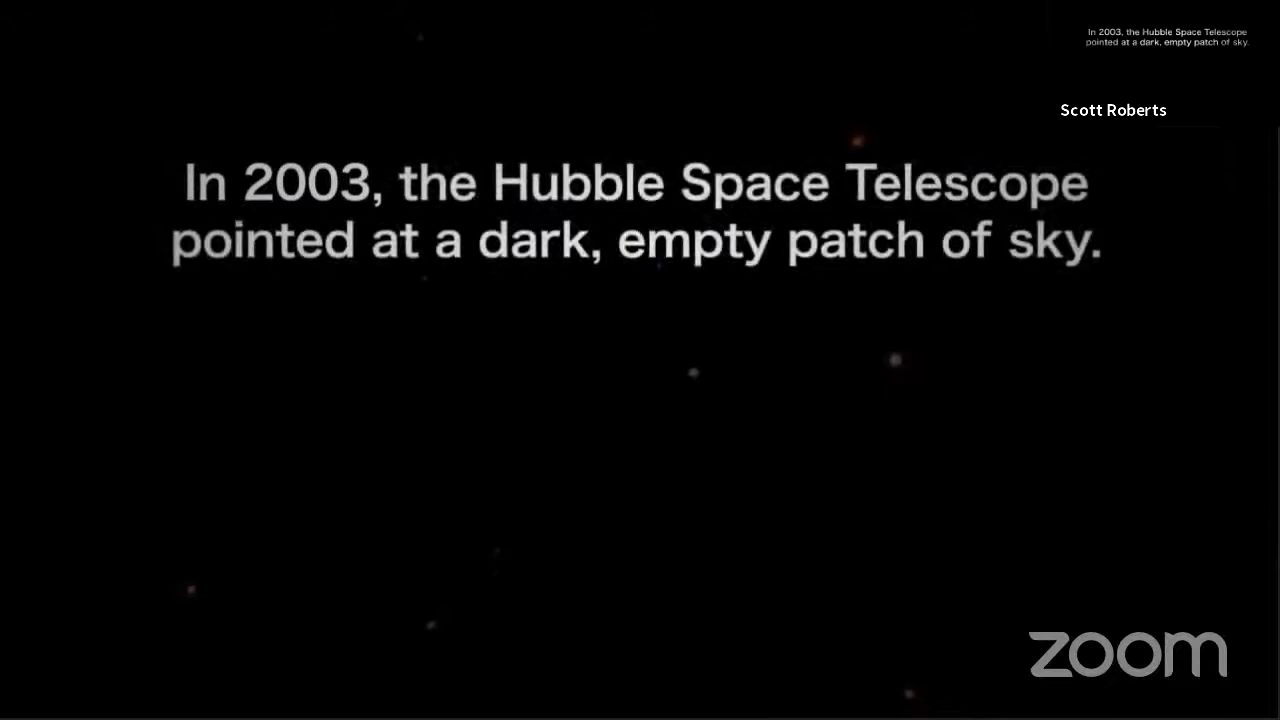 In 2003, the Hubble Space Telescope
pointed at a dark, empty patch of sky.
Scott Roberts
In 2003, the Hubble Space Telescope
pointed at a dark, empty patch of sky.
zoom